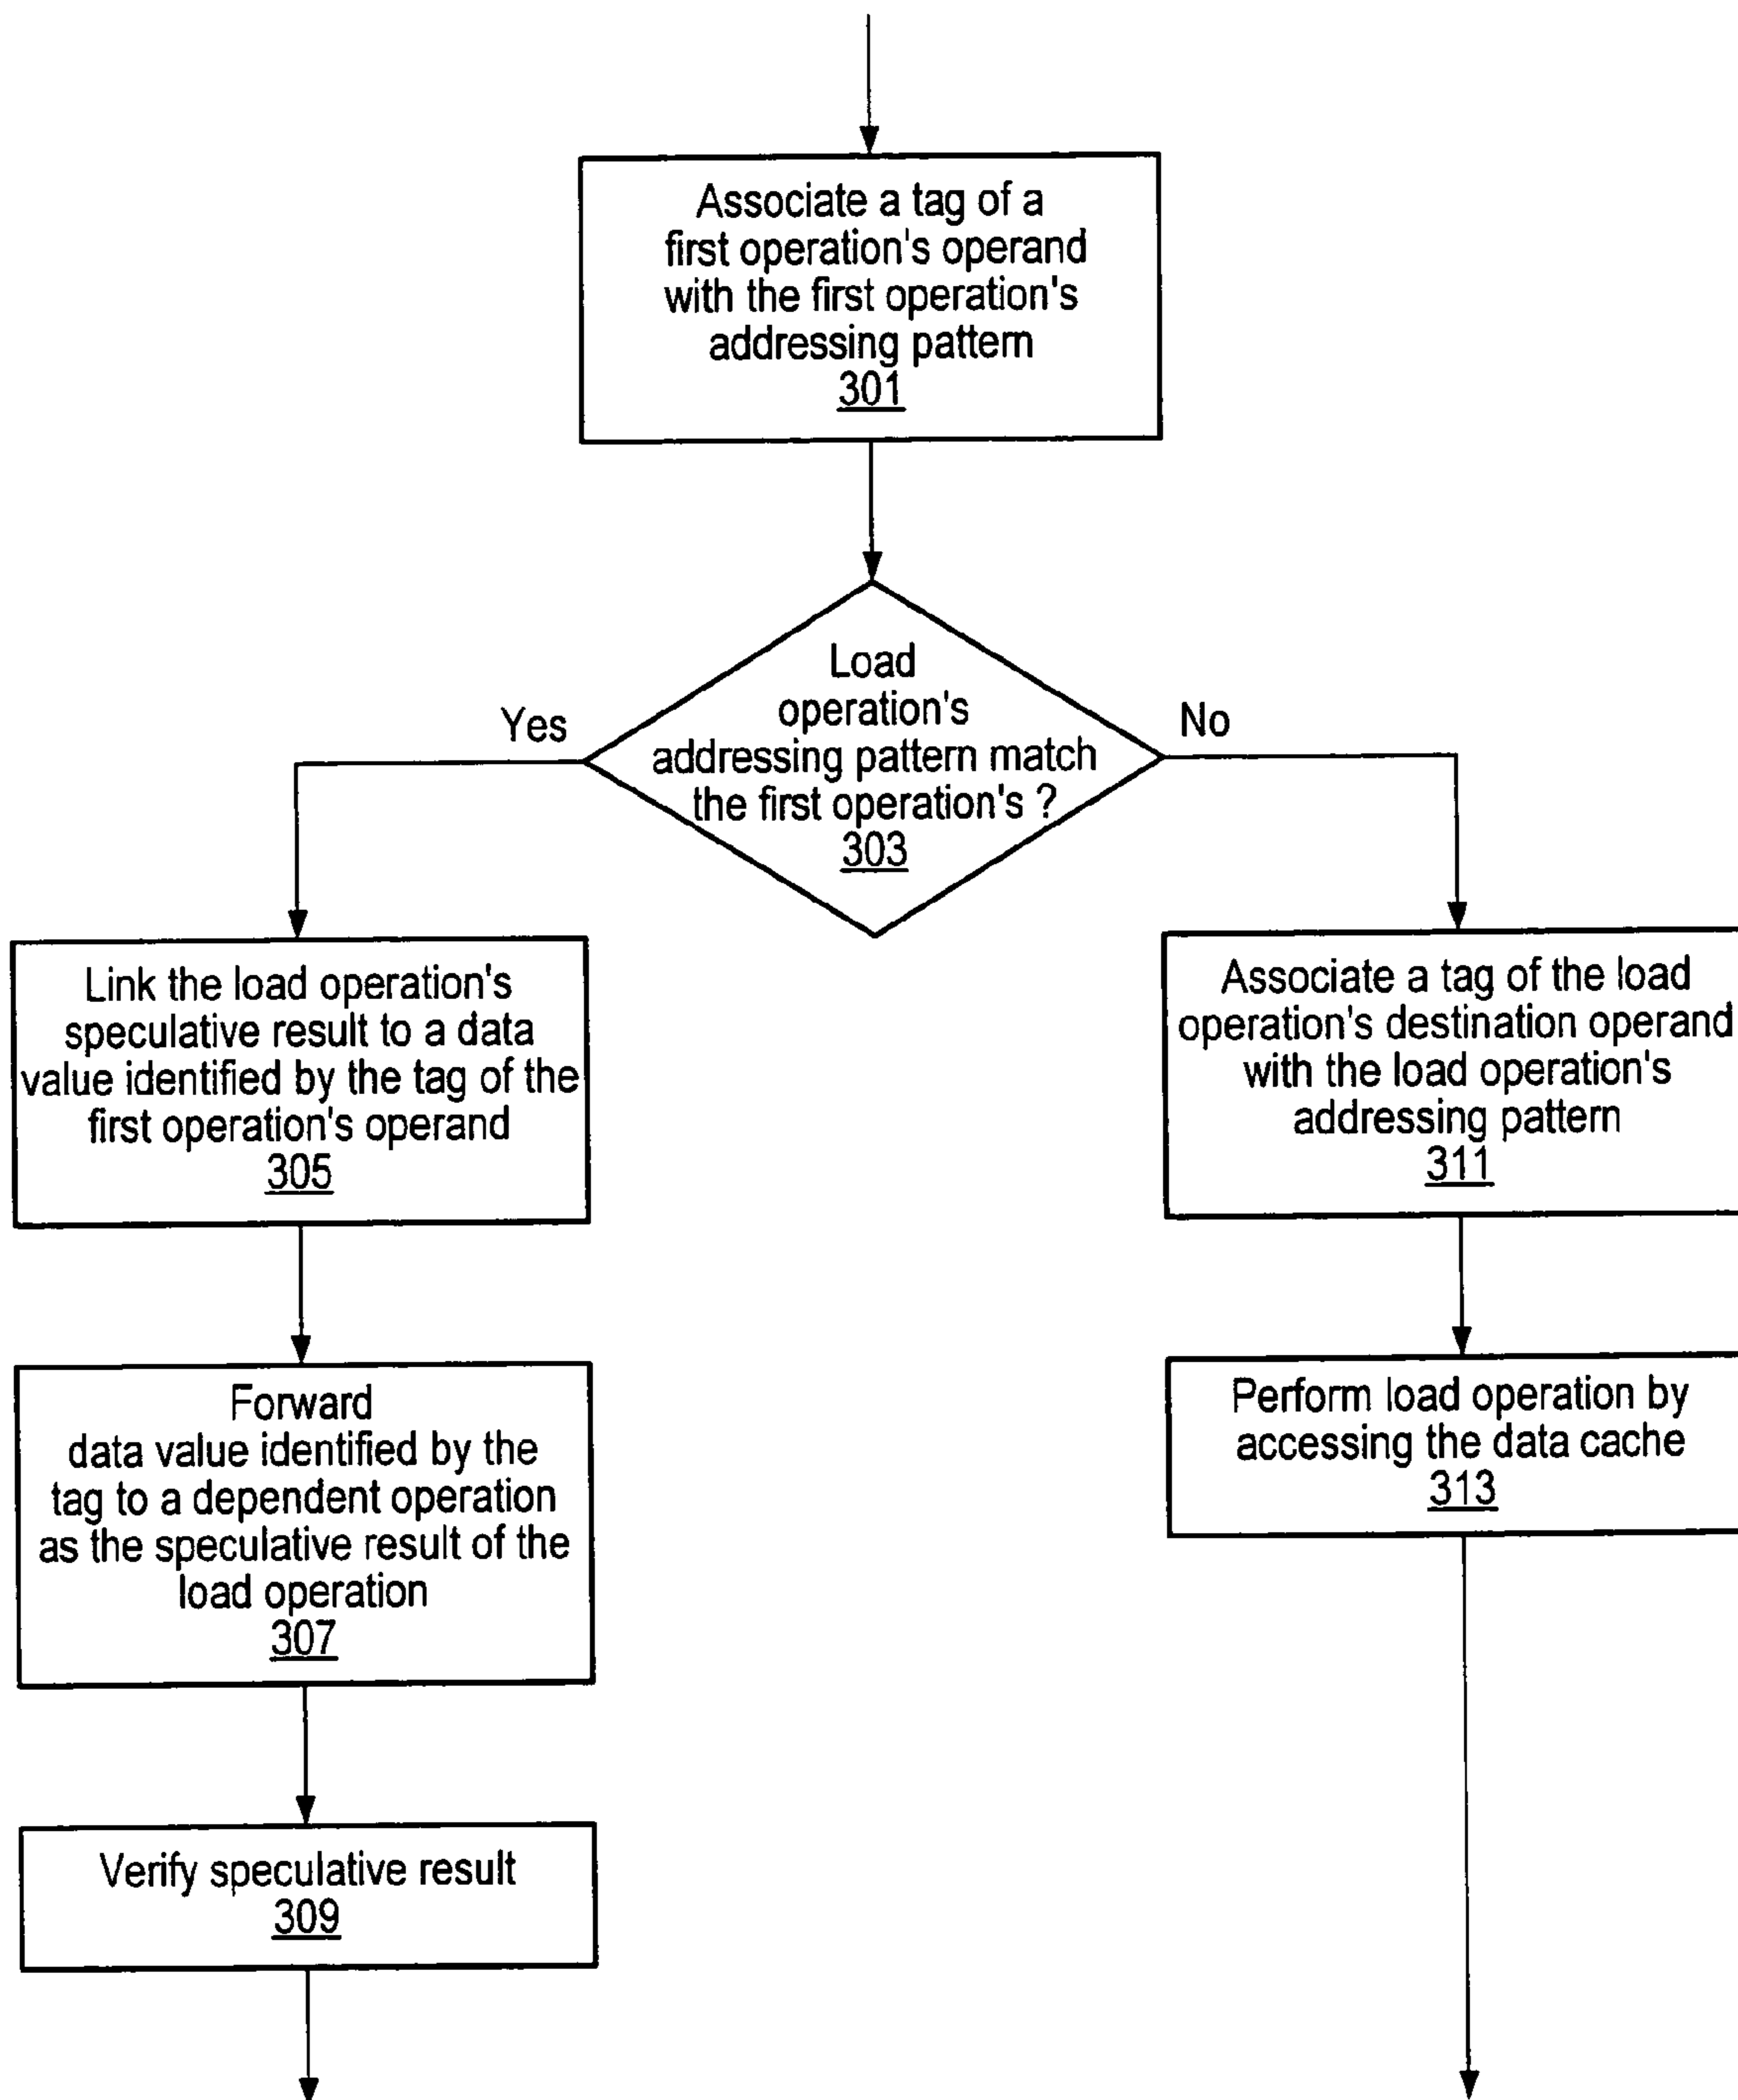 Associate a tag of a
first operation's operand
with the first operation's
addressing pattern
301
Load
operation's
addressing pattern match
the first operation's ?
303
Yes
No
Link the load operation's
speculative result to a data
value identified by the tag of the
first operation's operand
305
Forward
data value identified by the
tag to a dependent operation
as the speculative result of the
load operation
307
Verify speculative result
309
Associate a tag of the load
operation's destination operand
with the load operation's
addressing pattern
311
Perform load operation by
accessing the data cache
313